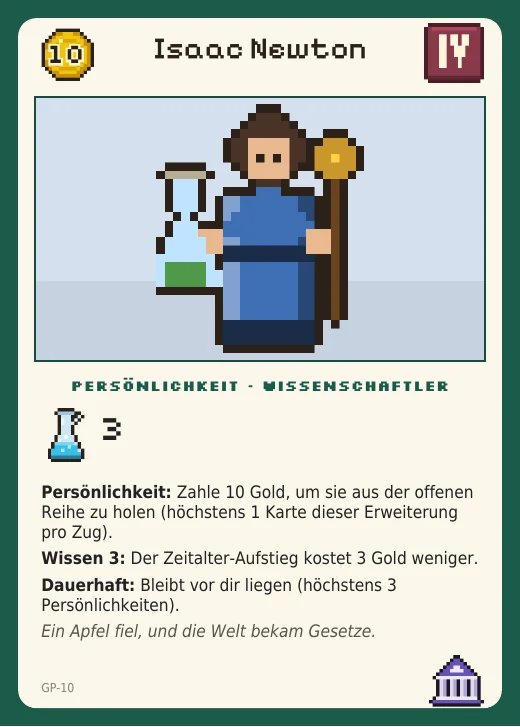 10
Isaac Newton
IV
PERSÖNLICHKEIT - WISSENSCHAFTLER
3
Persönlichkeit: Zahle 10 Gold, um sie aus der offenen
Reihe zu holen (höchstens 1 Karte dieser Erweiterung
pro Zug).
Wissen 3: Der Zeitalter-Aufstieg kostet 3 Gold weniger.
Dauerhaft: Bleibt vor dir liegen (höchstens 3
Persönlichkeiten).
Ein Apfel fiel, und die Welt bekam Gesetze.
GP-10